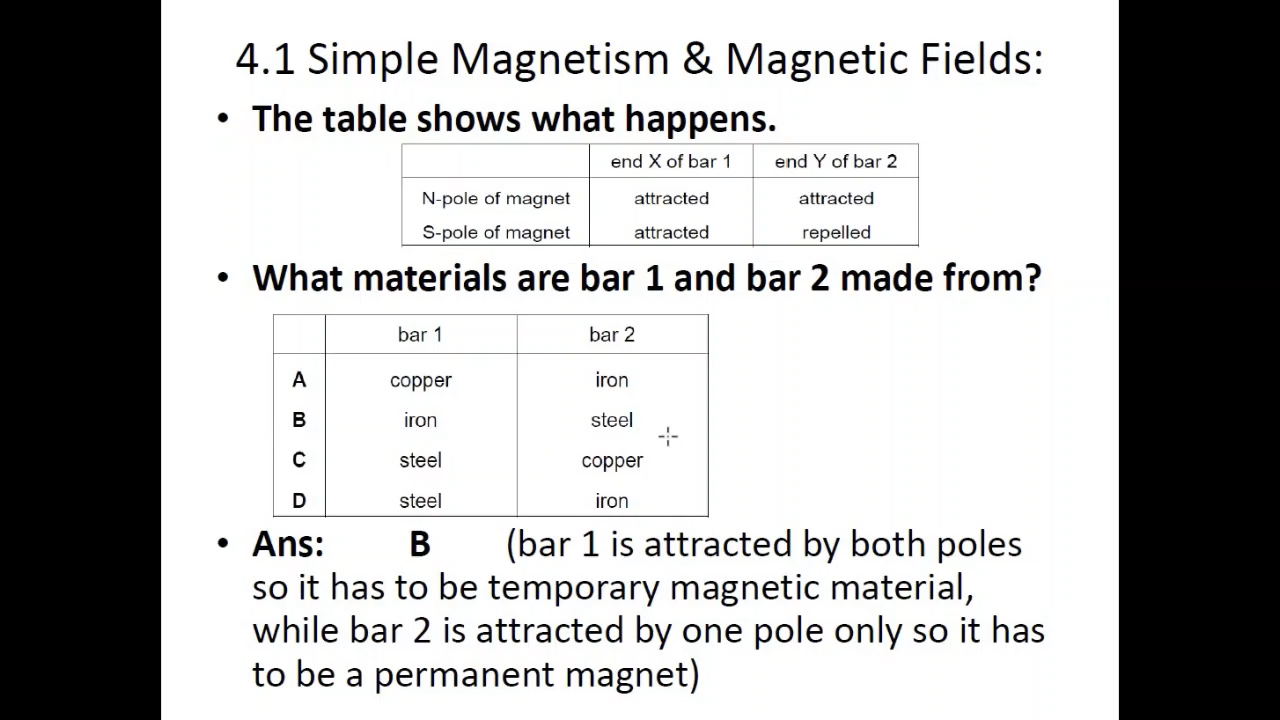 4.1 Simple Magnetism & Magnetic Fields:
• The table shows what happens.
end X of bar 1 end Y of bar 2
N-pole of magnet attracted attracted
S-pole of magnet attracted repelled
• What materials are bar 1 and bar 2 made from?
bar 1 bar 2
A copper iron
B iron steel
C steel copper
D steel iron
• Ans: B (bar 1 is attracted by both poles
so it has to be temporary magnetic material,
while bar 2 is attracted by one pole only so it has
to be a permanent magnet)